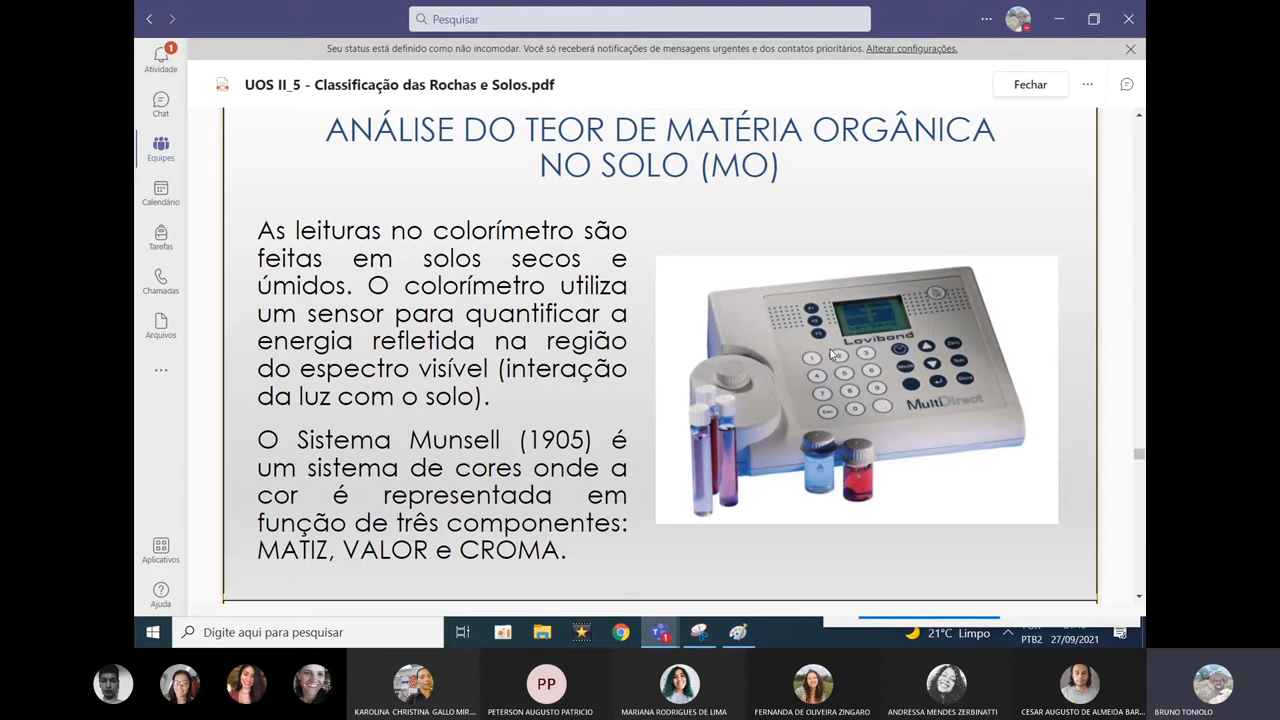 Pesquisar
Seu status está definido como não incomodar. Você só receberá notificações de mensagens urgentes e dos contatos prioritários. Alterar configurações.
1
Atividade
Chat
Equipes
Calendário
Tarefas
Chamadas
Arquivos
Aplicativos
Ajuda
UOS II_5 - Classificação das Rochas e Solos.pdf
Fechar
ANÁLISE DO TEOR DE MATÉRIA ORGÂNICA
NO SOLO (MO)
As leituras no colorímetro são
feitas em solos secos e
úmidos. O colorímetro utiliza
um sensor para quantificar a
energia refletida na região
do espectro visível (interação
da luz com o solo).
O Sistema Munsell (1905) é
um sistema de cores onde a
cor é representada em
função de três componentes:
MATIZ, VALOR e CROMA.
Lovibond
MultiDirect
Digite aqui para pesquisar
21°C Limpo
PTB2 27/09/2021
PP
KAROLINA CHRISTINA GALLO MIR...
PETERSON AUGUSTO PATRICIO
MARIANA RODRIGUES DE LIMA
FERNANDA DE OLIVEIRA ZINGARO
ANDRESSA MENDES ZERBINATTI
CESAR AUGUSTO DE ALMEIDA BAR...
BRUNO TONIOLO